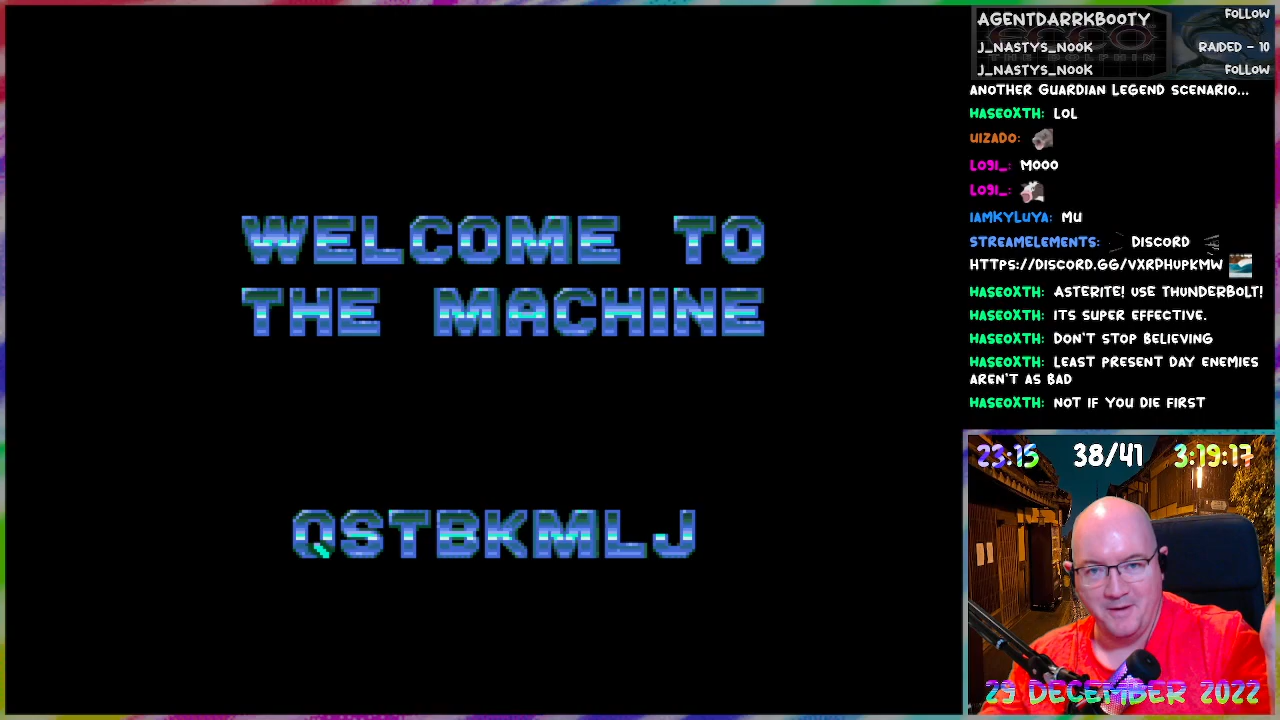 WELCOME TO
THE MACHINE
QSTBKMLJ
AGENTDARRKBOOTY FOLLOW
J_NASTYS_NOOK RAIDED - 10
J_NASTYS_NOOK FOLLOW
ANOTHER GUARDIAN LEGEND SCENARIO...
HASEOXTH: LOL
UIZADO:
LO9I_: MOOO
LO9I_:
IAMKYLUYA: MU
STREAMELEMENTS: DISCORD
HTTPS://DISCORD.GG/VXRPHUPKMW
HASEOXTH: ASTERITE! USE THUNDERBOLT!
HASEOXTH: ITS SUPER EFFECTIVE.
HASEOXTH: DON'T STOP BELIEVING
HASEOXTH: LEAST PRESENT DAY ENEMIES
AREN'T AS BAD
HASEOXTH: NOT IF YOU DIE FIRST
23:15 38/41 3:19:17
29 DECEMBER 2022